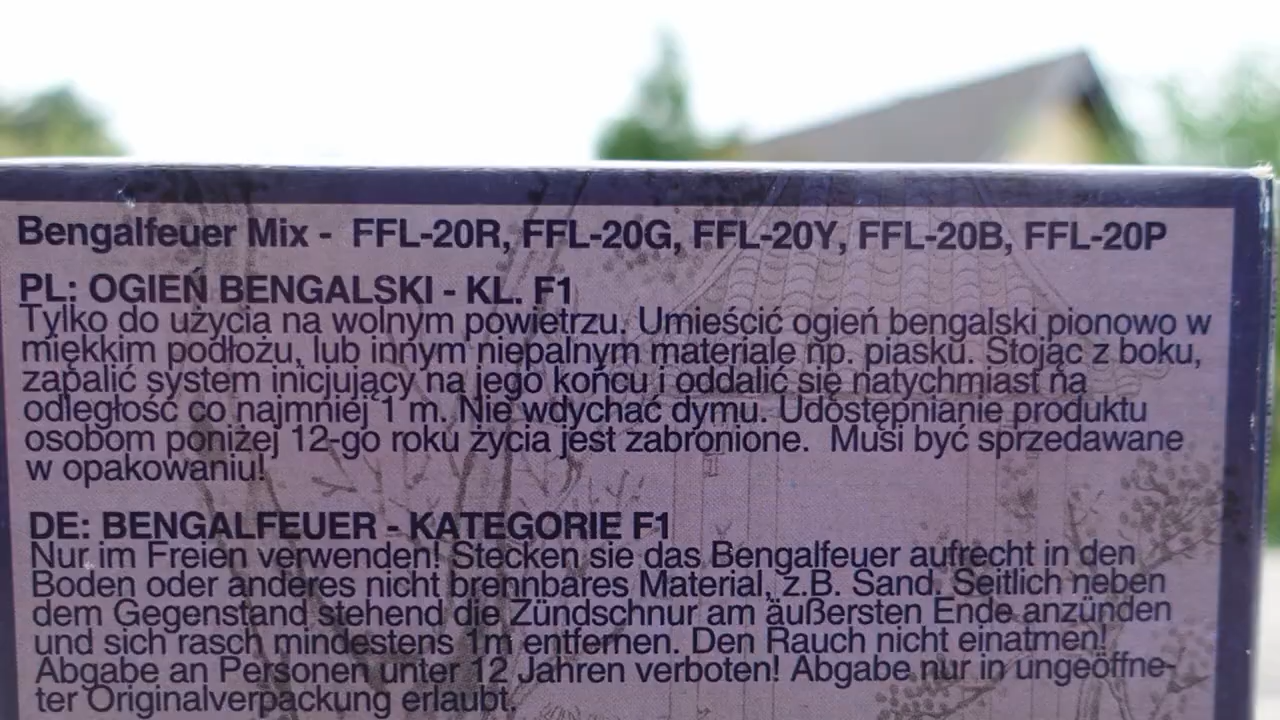 Bengalfeuer Mix - FFL-20R, FFL-20G, FFL-20Y, FFL-20B, FFL-20P
PL: OGIEŃ BENGALSKI - KL. F1
Tylko do użycia na wolnym powietrzu. Umieścić ogień bengalski pionowo w
miękkim podłożu, lub innym niepalnym materiale np. piasku. Stojąc z boku,
zapalić system inicjujący na jego końcu i oddalić się natychmiast na
odległość co najmniej 1 m. Nie wdychać dymu. Udostępnianie produktu
osobom poniżej 12-go roku życia jest zabronione. Musi być sprzedawane
w opakowaniu!
DE: BENGALFEUER - KATEGORIE F1
Nur im Freien verwenden! Stecken sie das Bengalfeuer aufrecht in den
Boden oder anderes nicht brennbares Material, z.B. Sand. Seitlich neben
dem Gegenstand stehend die Zündschnur am äußersten Ende anzünden
und sich rasch mindestens 1m entfernen. Den Rauch nicht einatmen!
Abgabe an Personen unter 12 Jahren verboten! Abgabe nur in ungeöffne-
ter Originalverpackung erlaubt.